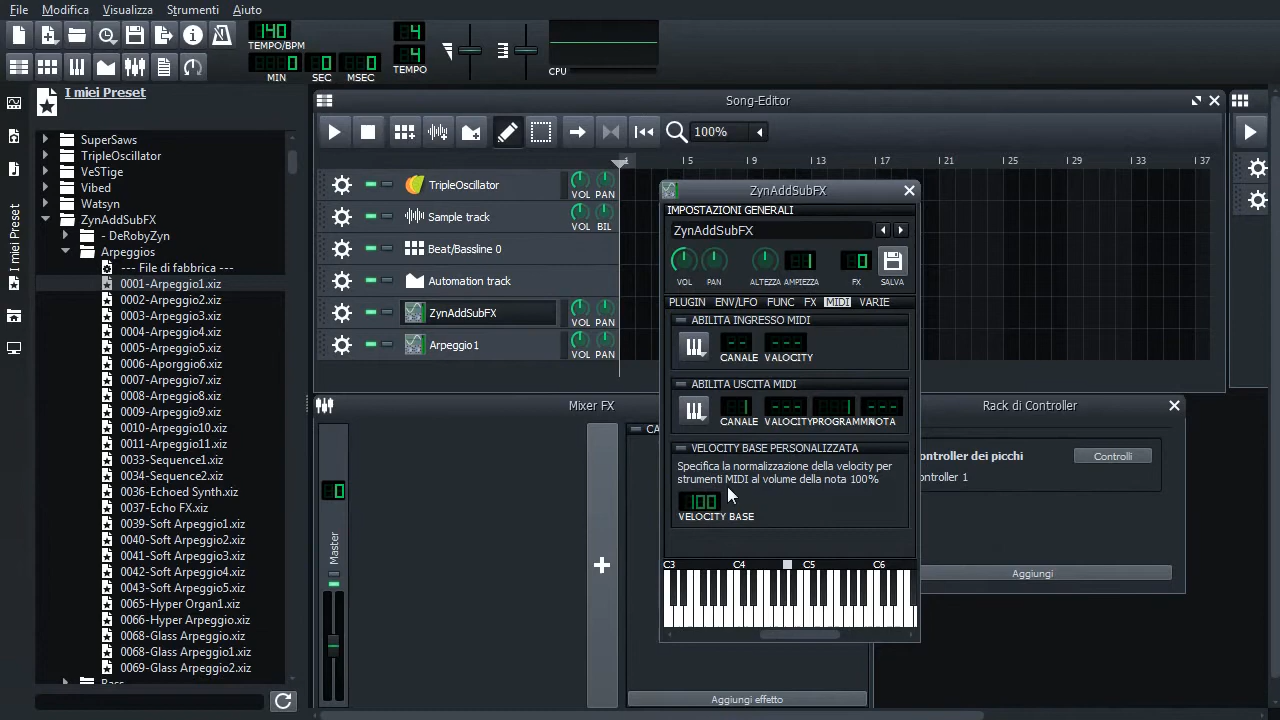 File Modifica Visualizza Strumenti Aiuto
140
TEMPO/BPM
0 0 0
MIN SEC MSEC
4
4
TEMPO
CPU
I miei Preset
I miei Preset
SuperSaws
TripleOscillator
VeSTige
Vibed
Watsyn
ZynAddSubFX
- DeRobyZyn
Arpeggios
--- File di fabbrica ---
0001-Arpeggio1.xiz
0002-Arpeggio2.xiz
0003-Arpeggio3.xiz
0004-Arpeggio4.xiz
0005-Arpeggio5.xiz
0006-Aporggio6.xiz
0007-Arpeggio7.xiz
0008-Arpeggio8.xiz
0009-Arpeggio9.xiz
0010-Arpeggio10.xiz
0011-Arpeggio11.xiz
0033-Sequence1.xiz
0034-Sequence2.xiz
0036-Echoed Synth.xiz
0037-Echo FX.xiz
0039-Soft Arpeggio1.xiz
0040-Soft Arpeggio2.xiz
0041-Soft Arpeggio3.xiz
0042-Soft Arpeggio4.xiz
0043-Soft Arpeggio5.xiz
0065-Hyper Organ1.xiz
0066-Hyper Arpeggio.xiz
0068-Glass Arpeggio.xiz
0068-Glass Arpeggio1.xiz
0069-Glass Arpeggio2.xiz
Bass
Song-Editor
100%
1 5 9 13 17 21 25 29 33 37
TripleOscillator VOL PAN
Sample track VOL BIL
Beat/Bassline 0
Automation track
ZynAddSubFX VOL PAN
Arpeggio1 VOL PAN
ZynAddSubFX
IMPOSTAZIONI GENERALI
ZynAddSubFX
1 0
VOL PAN ALTEZZA AMPIEZZA FX SALVA
PLUGIN ENV/LFO FUNC FX MIDI VARIE
ABILITA INGRESSO MIDI
-- ---
CANALE VALOCITY
ABILITA USCITA MIDI
1 --- 1 ---
CANALE VALOCITY PROGRAMMA NOTA
VELOCITY BASE PERSONALIZZATA
Specifica la normalizzazione della velocity per
strumenti MIDI al volume della nota 100%
100
VELOCITY BASE
C3 C4 C5 C6
Mixer FX
0
Master
CA
Aggiungi effetto
Rack di Controller
ontroller dei picchi
Controlli
ontroller 1
Aggiungi